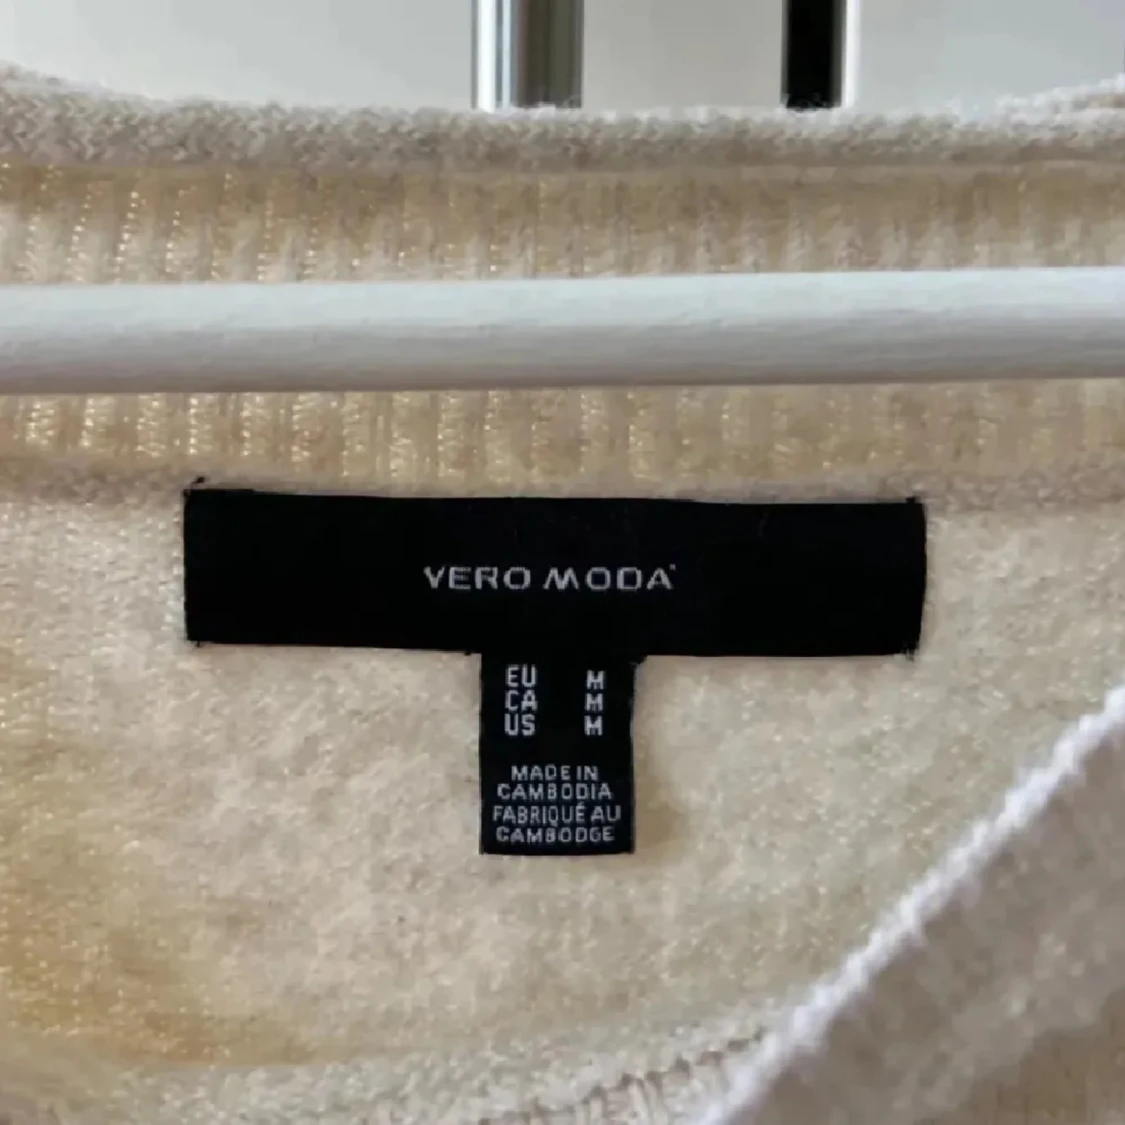 VERO MODA
EU M
CA M
US M
MADE IN
CAMBODIA
FABRIQUÉ AU
CAMBODGE